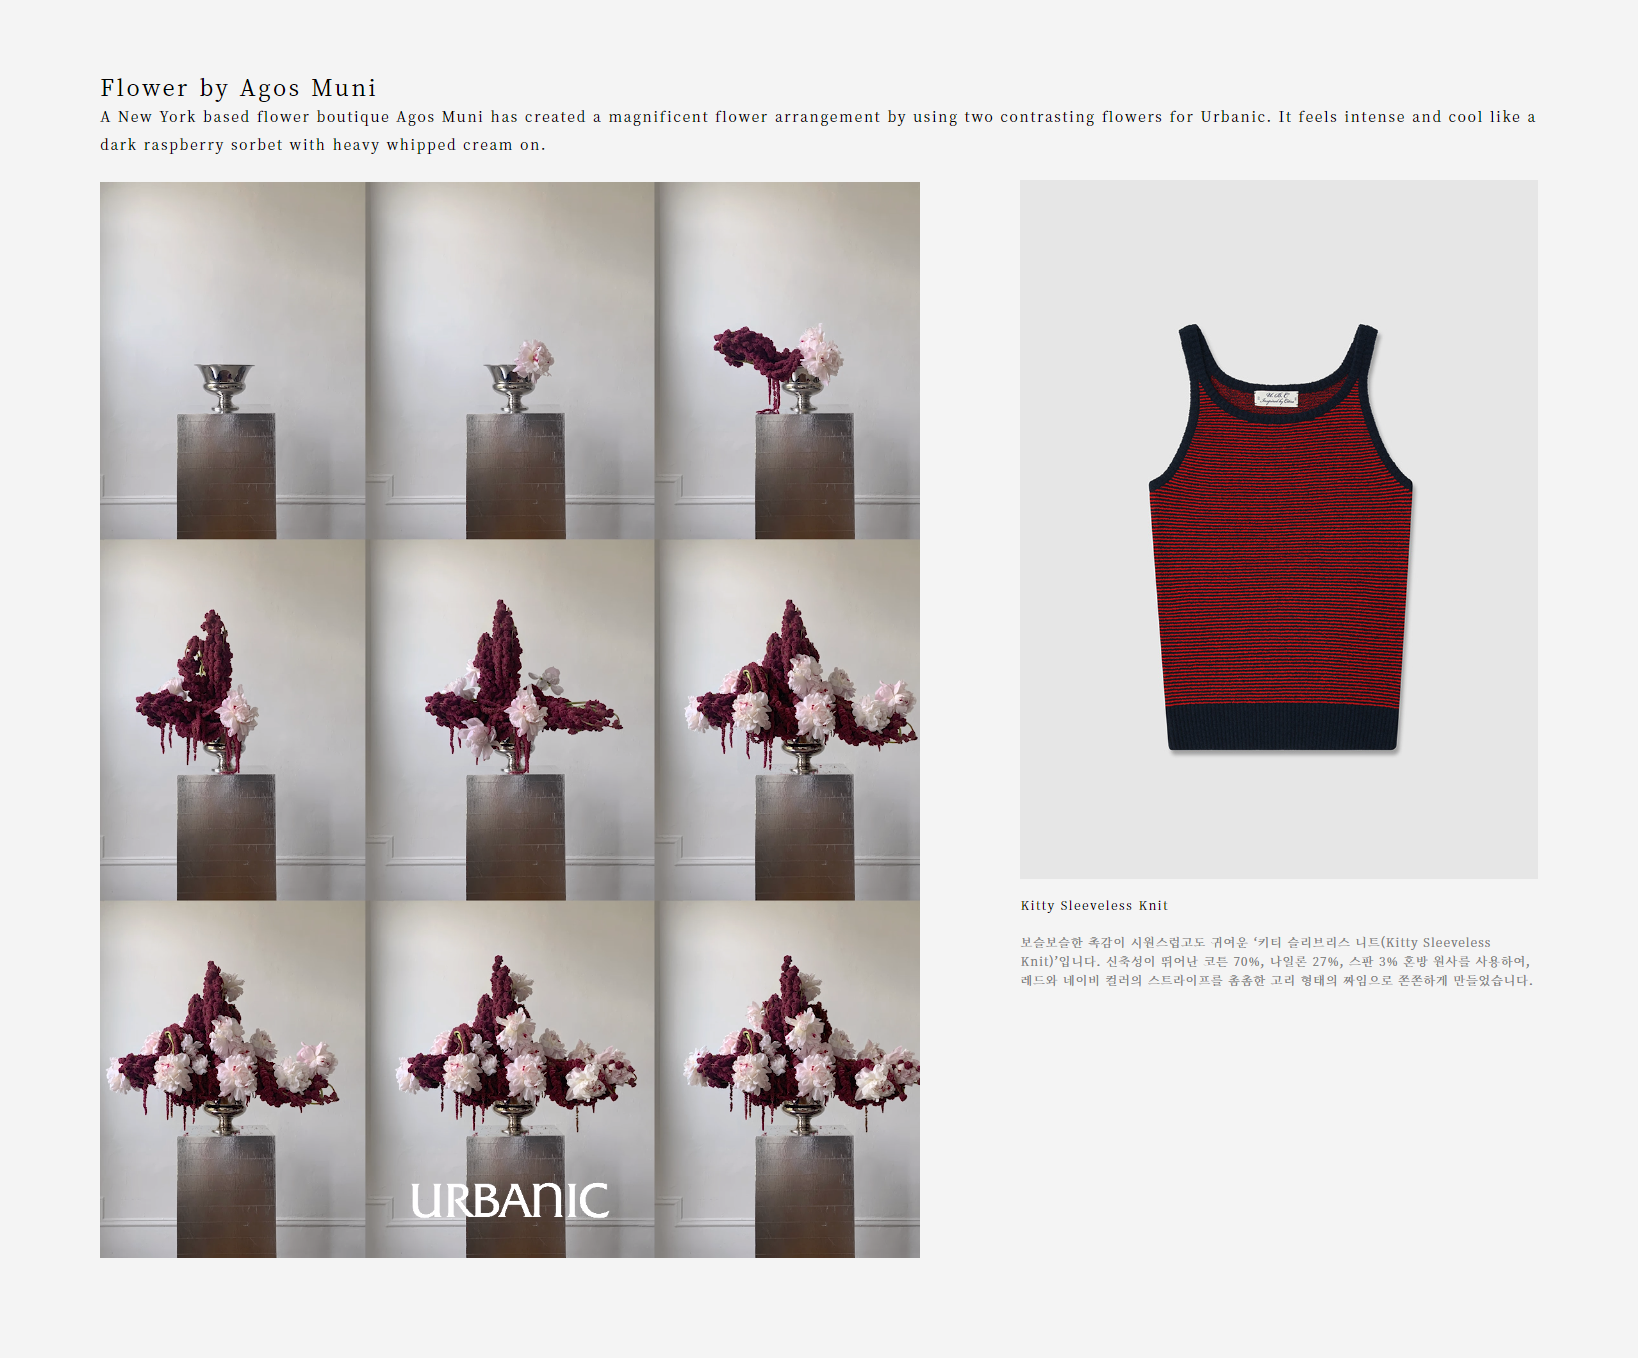 Flower by Agos Muni
A New York based flower boutique Agos Muni has created a magnificent flower arrangement by using two contrasting flowers for Urbanic. It feels intense and cool like a
dark raspberry sorbet with heavy whipped cream on.
U.B.C
Inspired by
Kitty Sleeveless Knit
보슬보슬한 촉감이 시원스럽고도 귀여운 ‘키티 슬리브리스 니트(Kitty Sleeveless
Knit)’입니다. 신축성이 뛰어난 코튼 70%, 나일론 27%, 스판 3% 혼방 원사를 사용하여,
레드와 네이비 컬러의 스트라이프를 촘촘한 고리 형태의 짜임으로 쫀쫀하게 만들었습니다.
URBANIC